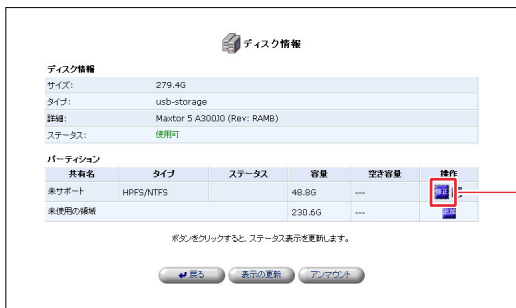 ディスク情報
ディスク情報
サイズ: 279.4G
タイプ: usb-storage
詳細: Maxtor 5 A300J0 (Rev: RAMB)
ステータス: 使用可
パーティション
共有名 タイプ ステータス 容量 空き容量 操作
未サポート HPFS/NTFS 48.8G --- 修正
未使用の領域 230.6G --- 追加
ボタンをクリックすると、ステータス表示を更新します。
戻る 表示の更新 アンマウント